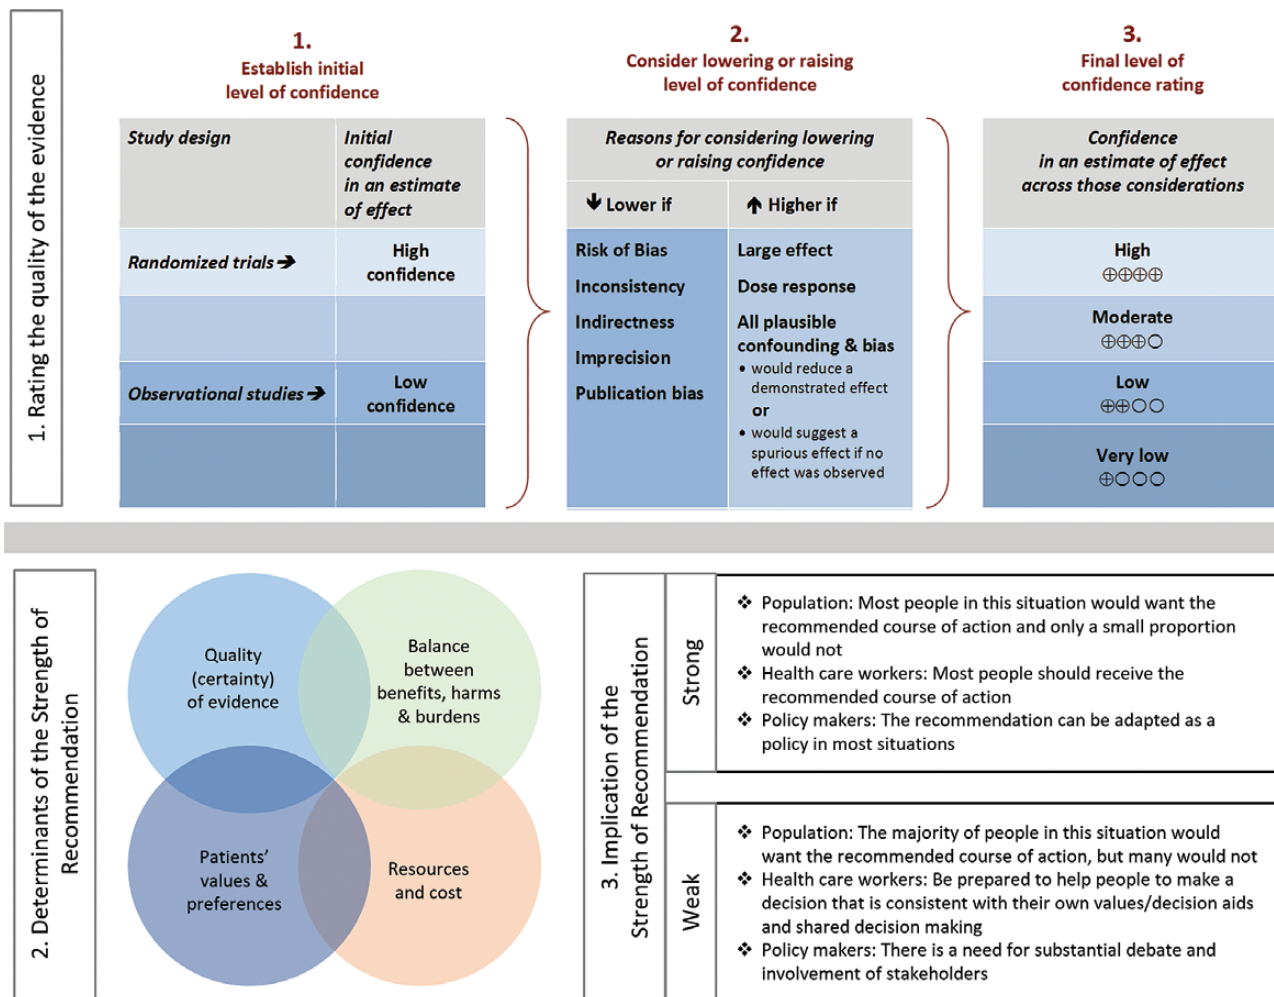 1. Rating the quality of the evidence
1.
Establish initial
level of confidence
Study design
Initial
confidence
in an estimate
of effect
Randomized trials➔
High
confidence
Observational studies➔
Low
confidence
2.
Consider lowering or raising
level of confidence
Reasons for considering lowering
or raising confidence
🡻 Lower if
🡹 Higher if
Risk of Bias
Inconsistency
Indirectness
Imprecision
Publication bias
Large effect
Dose response
All plausible
confounding & bias
• would reduce a
demonstrated effect
or
• would suggest a
spurious effect if no
effect was observed
3.
Final level of
confidence rating
Confidence
in an estimate of effect
across those considerations
High
⊕⊕⊕⊕
Moderate
⊕⊕⊕○
Low
⊕⊕○○
Very low
⊕○○○
2. Determinants of the Strength of
Recommendation
Quality
(certainty)
of evidence
Balance
between
benefits, harms
& burdens
Patients’
values &
preferences
Resources
and cost
3. Implication of the
Strength of Recommendation
Strong
❖ Population: Most people in this situation would want the
recommended course of action and only a small proportion
would not
❖ Health care workers: Most people should receive the
recommended course of action
❖ Policy makers: The recommendation can be adapted as a
policy in most situations
Weak
❖ Population: The majority of people in this situation would
want the recommended course of action, but many would not
❖ Health care workers: Be prepared to help people to make a
decision that is consistent with their own values/decision aids
and shared decision making
❖ Policy makers: There is a need for substantial debate and
involvement of stakeholders